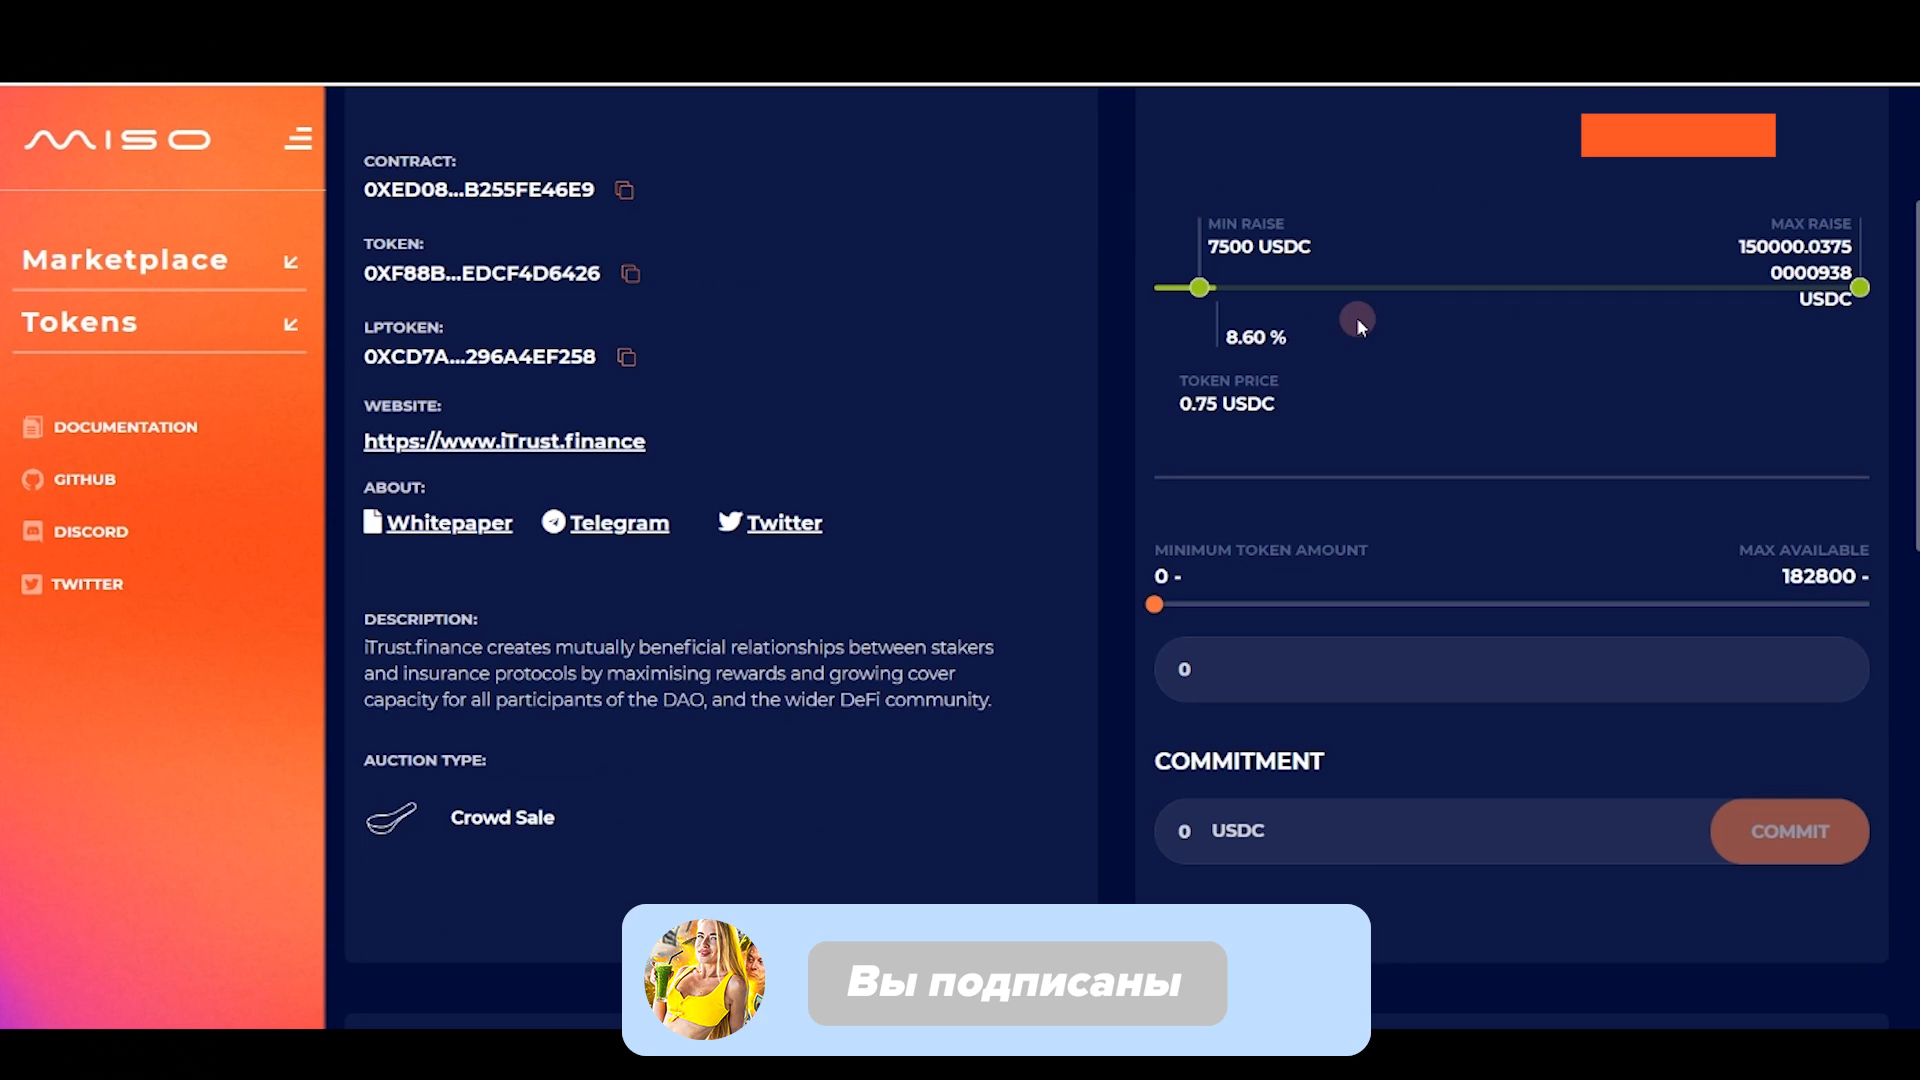 MISO
Marketplace
Tokens
DOCUMENTATION
GITHUB
DISCORD
TWITTER
CONTRACT:
0XED08...B255FE46E9
TOKEN:
0XF88B...EDCF4D6426
LPTOKEN:
0XCD7A...296A4EF258
WEBSITE:
https://www.iTrust.finance
ABOUT:
Whitepaper Telegram Twitter
DESCRIPTION:
iTrust.finance creates mutually beneficial relationships between stakers
and insurance protocols by maximising rewards and growing cover
capacity for all participants of the DAO, and the wider DeFi community.
AUCTION TYPE:
Crowd Sale
MIN RAISE
7500 USDC
MAX RAISE
150000.0375
0000938
USDC
8.60 %
TOKEN PRICE
0.75 USDC
MINIMUM TOKEN AMOUNT
0 -
MAX AVAILABLE
182800 -
0
COMMITMENT
0 USDC
COMMIT
Вы подписаны